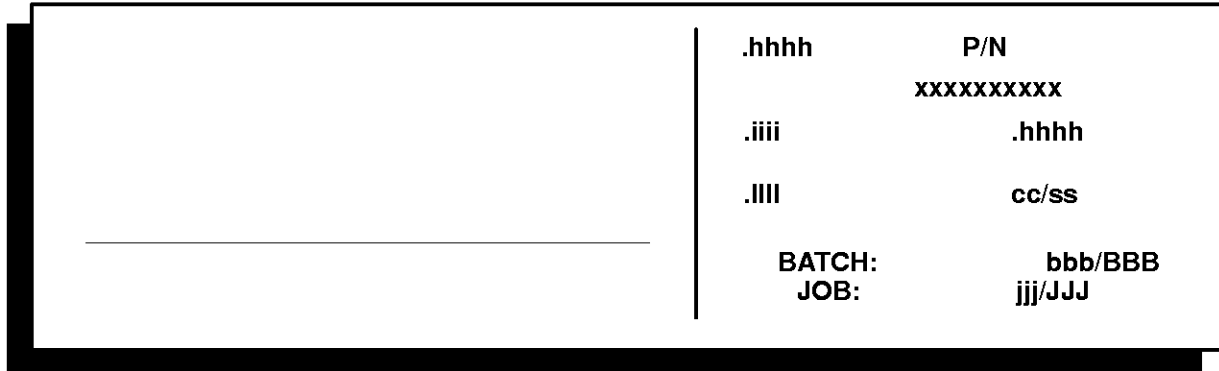 .hhhh P/N
xxxxxxxxxx
.iiii .hhhh
.llll cc/ss
BATCH: bbb/BBB
JOB: jjj/JJJ